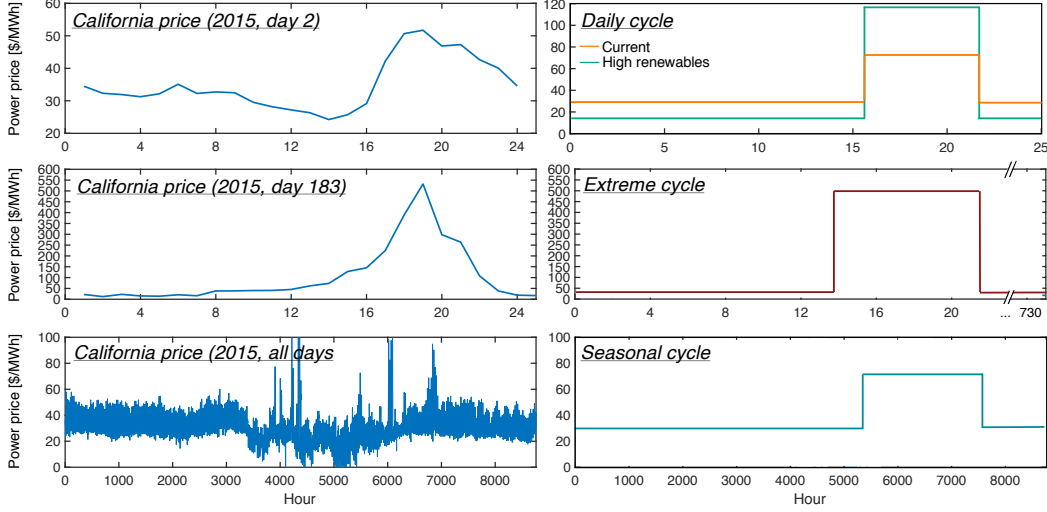 California price (2015, day 2)
Power price [$/MWh]
60
50
40
30
20
0 4 8 12 16 20 24
Daily cycle
Current
High renewables
120
100
80
60
40
20
0
0 5 10 15 20 25
California price (2015, day 183)
Power price [$/MWh]
600
550
500
450
400
350
300
250
200
150
100
50
0
0 4 8 12 16 20 24
Extreme cycle
600
550
500
450
400
350
300
250
200
150
100
50
0
0 4 8 12 16 20 ... 730
California price (2015, all days
Power price [$/MWh]
100
80
60
40
20
0
0 1000 2000 3000 4000 5000 6000 7000 8000
Hour
Seasonal cycle
100
80
60
40
20
0
0 1000 2000 3000 4000 5000 6000 7000 8000
Hour